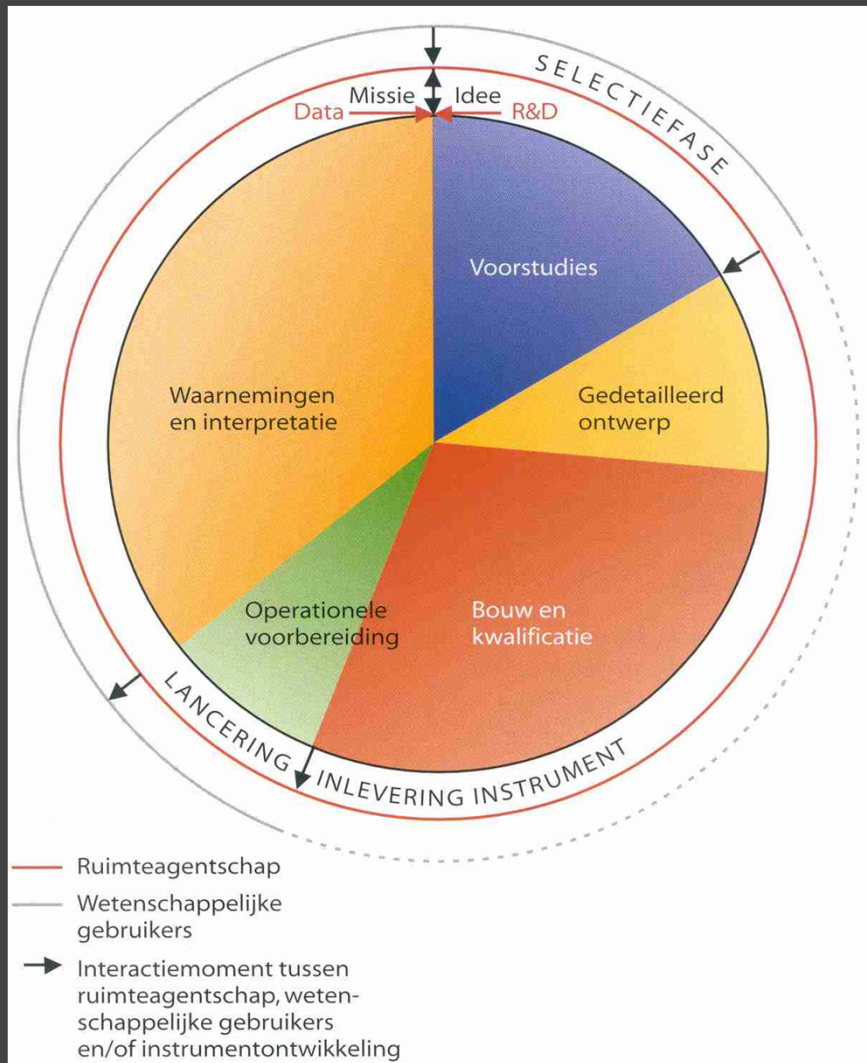 SELECTIEFASE
Missie Idee
Data R&D
Voorstudies
Waarnemingen
en interpretatie
Gedetailleerd
ontwerp
Operationele
voorbereiding
Bouw en
kwalificatie
LANCERING
INLEVERING INSTRUMENT
Ruimteagentschap
Wetenschappelijke
gebruikers
Interactiemoment tussen
ruimteagentschap, weten-
schappelijke gebruikers
en/of instrumentontwikkeling